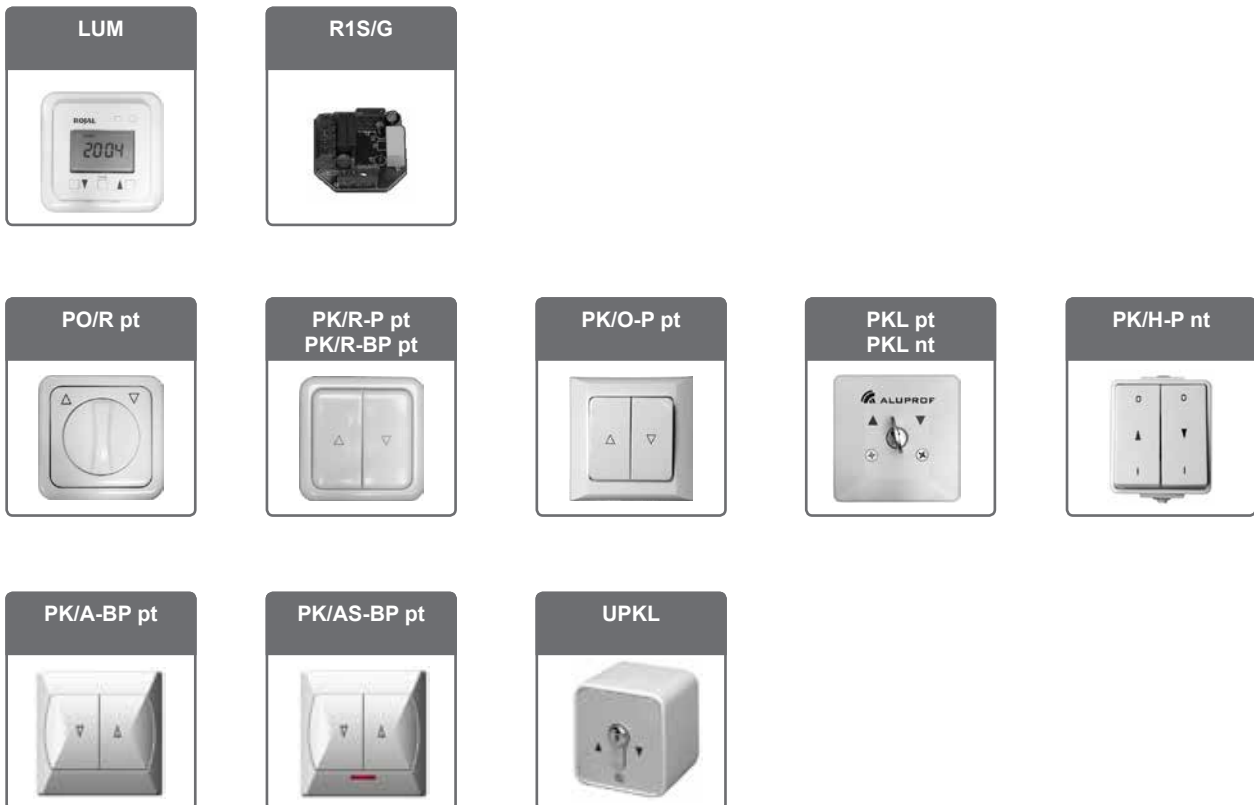 LUM
R1S/G
ROJAL
2004
PO/R pt
PK/R-P pt
PK/R-BP pt
PK/O-P pt
PKL pt
PKL nt
PK/H-P nt
ALUPROF
O O
I I
PK/A-BP pt
PK/AS-BP pt
UPKL